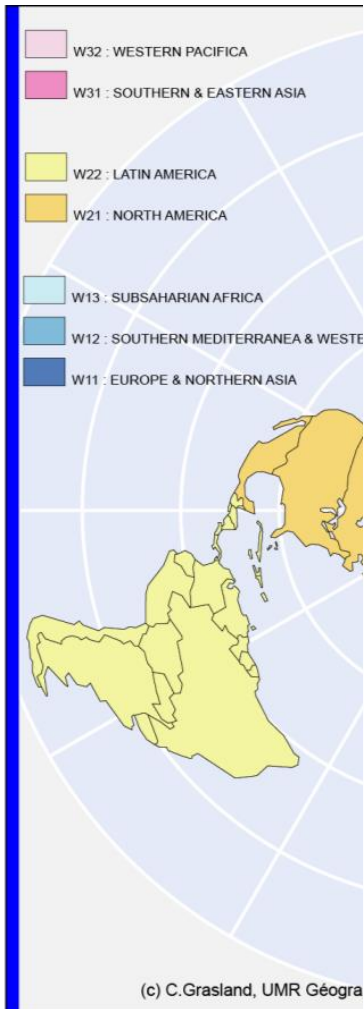 W32 : WESTERN PACIFICA
W31 : SOUTHERN & EASTERN ASIA
W22 : LATIN AMERICA
W21 : NORTH AMERICA
W13 : SUBSAHARIAN AFRICA
W12 : SOUTHERN MEDITERRANEA & WESTE
W11 : EUROPE & NORTHERN ASIA
(c) C.Grasland, UMR Géogra